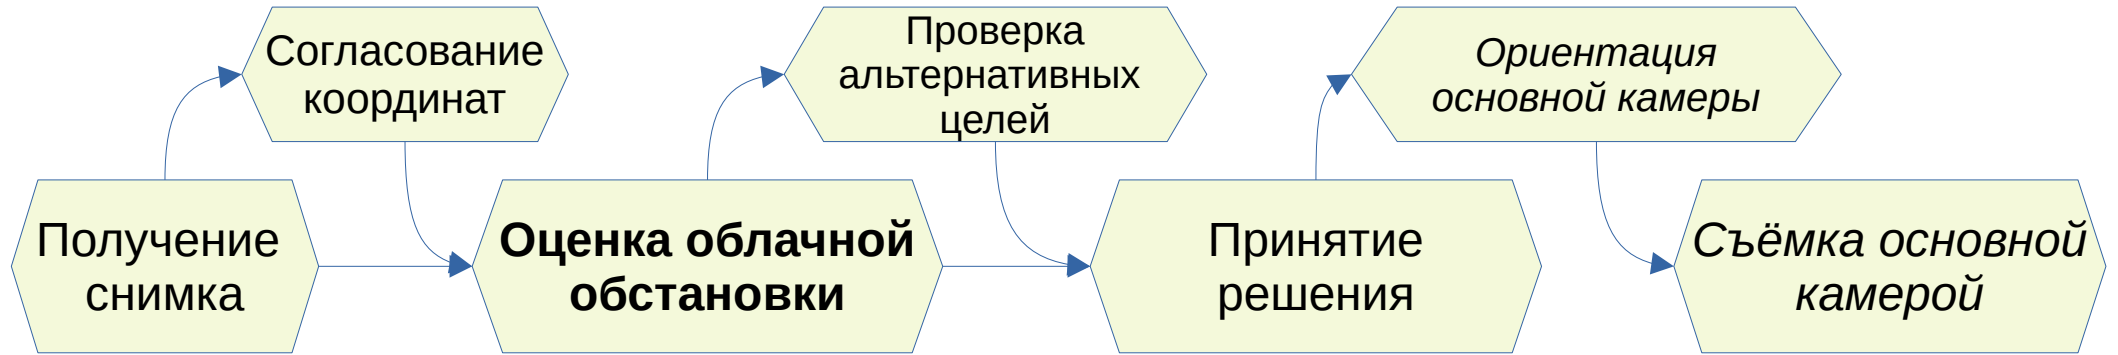 Получение
снимка
Согласование
координат
Оценка облачной
обстановки
Проверка
альтернативных
целей
Принятие
решения
Ориентация
основной камеры
Съёмка основной
камерой